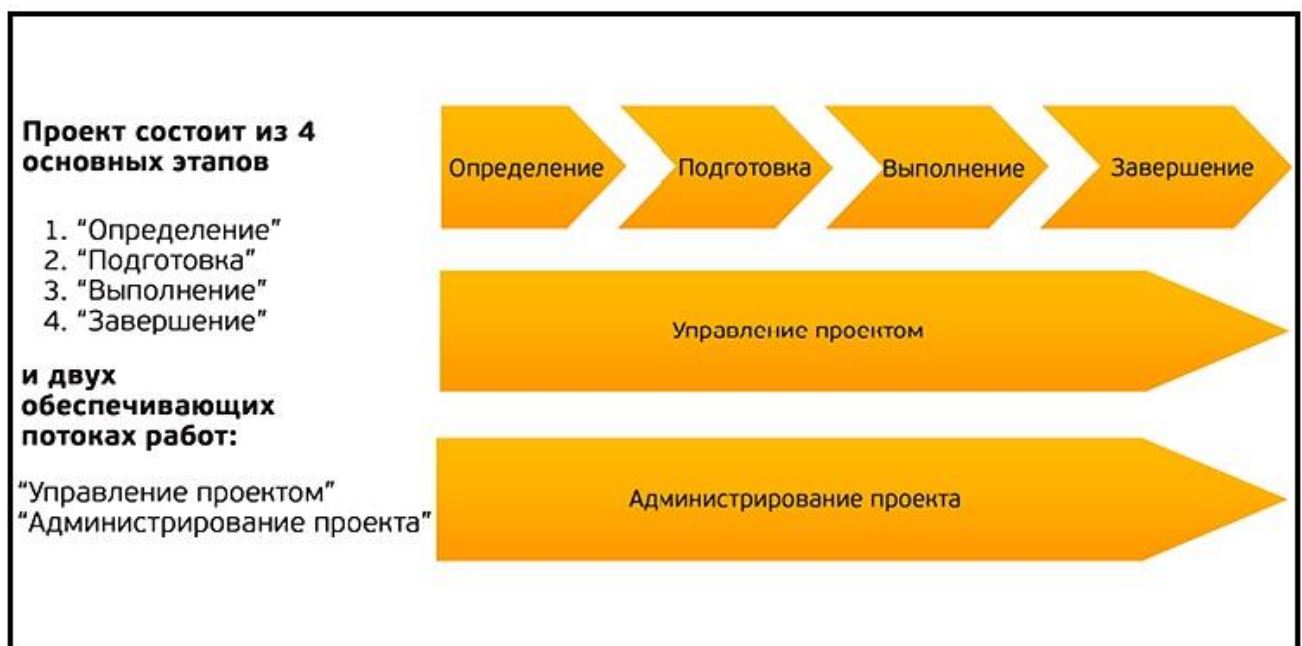 Проект состоит из 4
основных этапов
1. “Определение”
2. “Подготовка”
3. “Выполнение”
4. “Завершение”
и двух
обеспечивающих
потоках работ:
“Управление проектом”
“Администрирование проекта”
Определение
Подготовка
Выполнение
Завершение
Управление проектом
Администрирование проекта